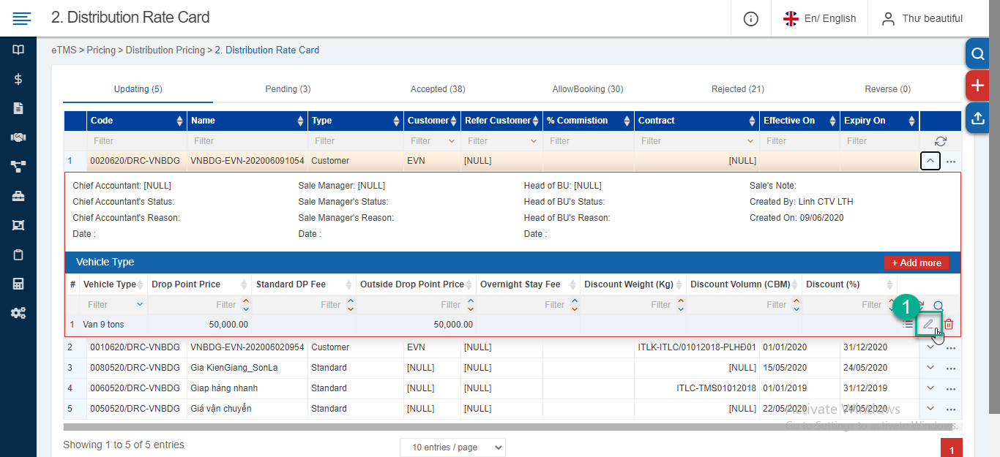 2. Distribution Rate Card
En/ English
Thư beautiful
eTMS > Pricing > Distribution Pricing > 2. Distribution Rate Card
Updating (5) Pending (3) Accepted (38) AllowBooking (30) Rejected (21) Reverse (0)
Code Name Type Customer Refer Customer % Commistion Contract Effective On Expiry On
Filter Filter Filter Filter Filter Filter Filter Filter Filter
1 0020620/DRC-VNBDG VNBDG-EVN-202006091054 Customer EVN [NULL] [NULL]
Chief Accountant: [NULL] Sale Manager: [NULL] Head of BU: [NULL] Sale's Note:
Chief Accountant's Status: Sale Manager's Status: Head of BU's Status: Created By: Linh CTV LTH
Chief Accountant's Reason: Sale Manager's Reason: Head of BU's Reason: Created On: 09/06/2020
Date : Date : Date :
Vehicle Type + Add more
# Vehicle Type Drop Point Price Standard DP Fee Outside Drop Point Price Overnight Stay Fee Discount Weight (Kg) Discount Volumn (CBM) Discount (%)
Filter Filter Filter Filter Filter Filter Filter Filter
1
1 Van 9 tons 50,000.00 50,000.00
2 0010620/DRC-VNBDG VNBDG-EVN-202006020954 Customer EVN [NULL] ITLK-ITLC/01012018-PLHĐ01 01/01/2020 31/12/2020
3 0080520/DRC-VNBDG Gia KienGiang_SonLa Standard [NULL] [NULL] [NULL] 15/05/2020 24/05/2020
4 0060520/DRC-VNBDG Giap hàng nhanh Standard [NULL] [NULL] ITLC-TMS01012018 01/01/2019 31/12/2019
5 0050520/DRC-VNBDG Giá vận chuyển Standard [NULL] [NULL] [NULL] 22/05/2020 24/05/2020
Activate Windows
Go to Settings to activate Windows.
Showing 1 to 5 of 5 entries 10 entries / page 1